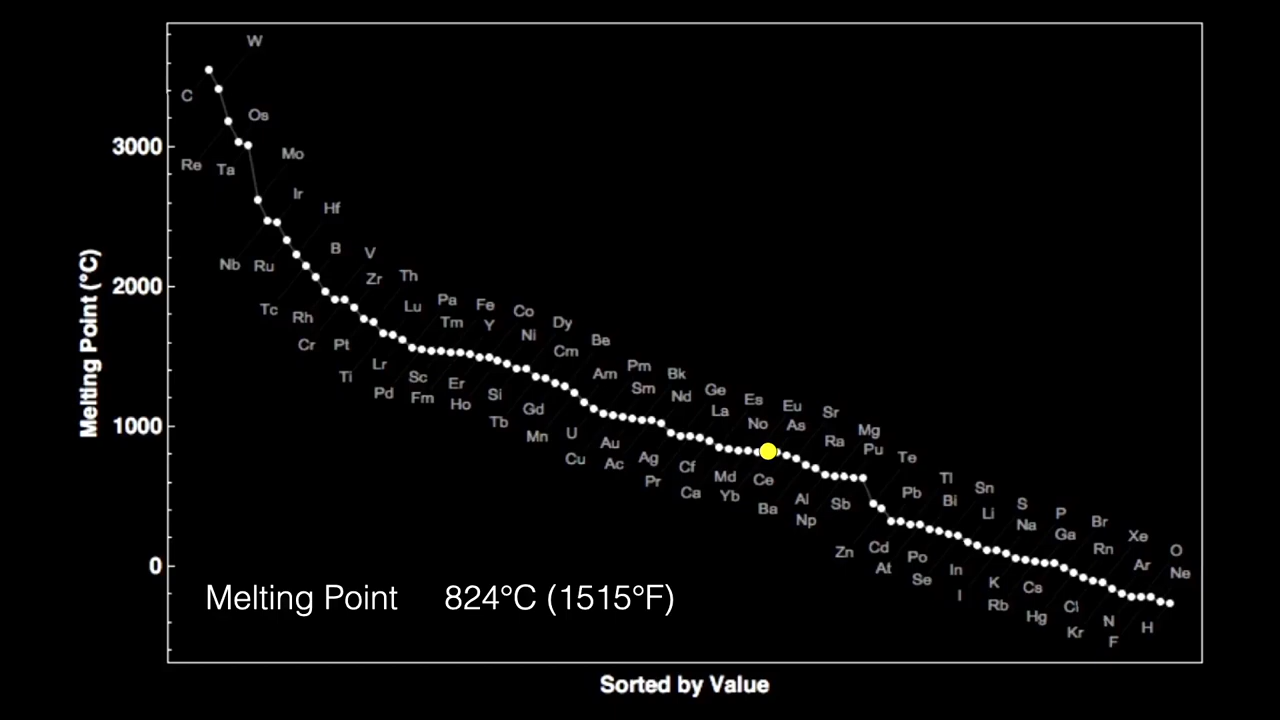 W
C
Os
3000
Mo
Re
Ta
Ir
Hf
B
V
Nb
Ru
Zr
Th
Melting Point (°C)
2000
Lu
Pa
Fe
Co
Tc
Rh
Tm
Y
Ni
Dy
Cr
Pt
Cm
Be
Ti
Lr
Sc
Er
Am
Pm
Bk
Pd
Fm
Ho
Si
Sm
Nd
Ge
Es
Eu
Sr
Tb
Gd
La
No
As
1000
Mn
U
Au
Ra
Mg
Pu
Cu
Ac
Ag
Cf
Te
Pr
Ca
Md
Yb
Ce
Ba
Al
Np
Sb
Pb
Tl
Bi
Sn
Li
S
Na
P
Ga
Br
Rn
Xe
Ar
O
Ne
Zn
Cd
At
Po
Se
In
I
K
Rb
Cs
Hg
Cl
Kr
N
F
H
0
Melting Point 824°C (1515°F)
Sorted by Value